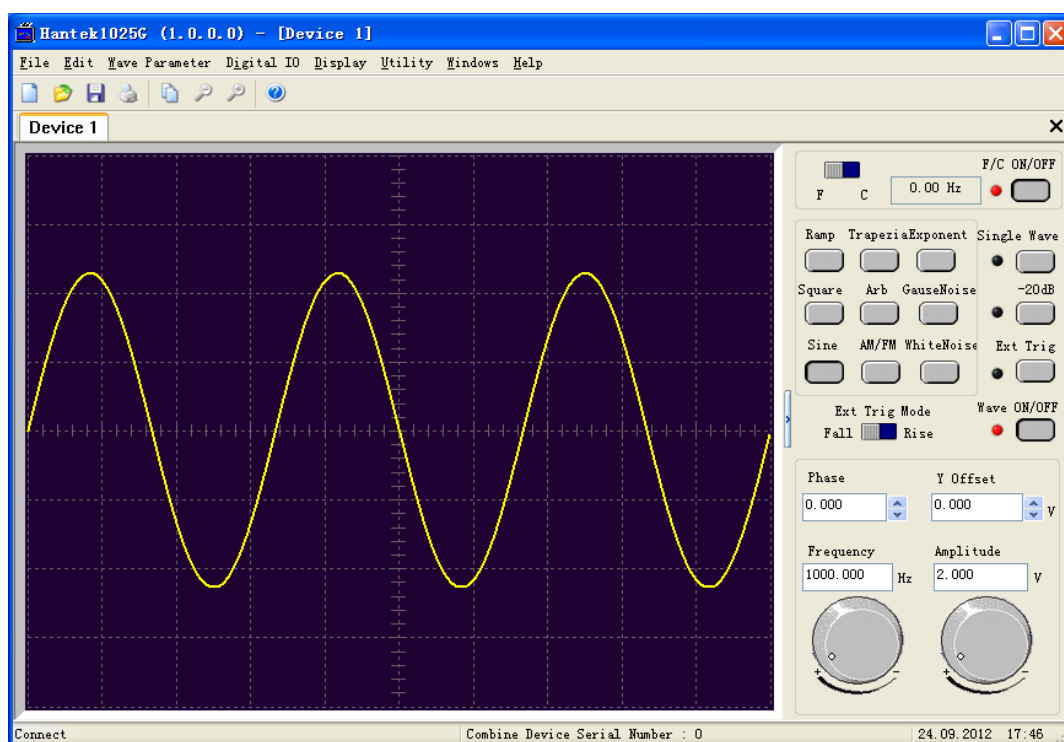 Hantek1025G (1.0.0.0) - [Device 1]
File Edit Wave Parameter Digital IO Display Utility Windows Help
Device 1
F/C ON/OFF
F C 0.00 Hz
Ramp TrapeziaExponent Single Wave
Square Arb GauseNoise -20dB
Sine AM/FM WhiteNoise Ext Trig
Ext Trig Mode Wave ON/OFF
Fall Rise
Phase Y Offset
0.000 0.000 V
Frequency Amplitude
1000.000 Hz 2.000 V
+ - + -
Connect Combine Device Serial Number : 0 24.09.2012 17:46